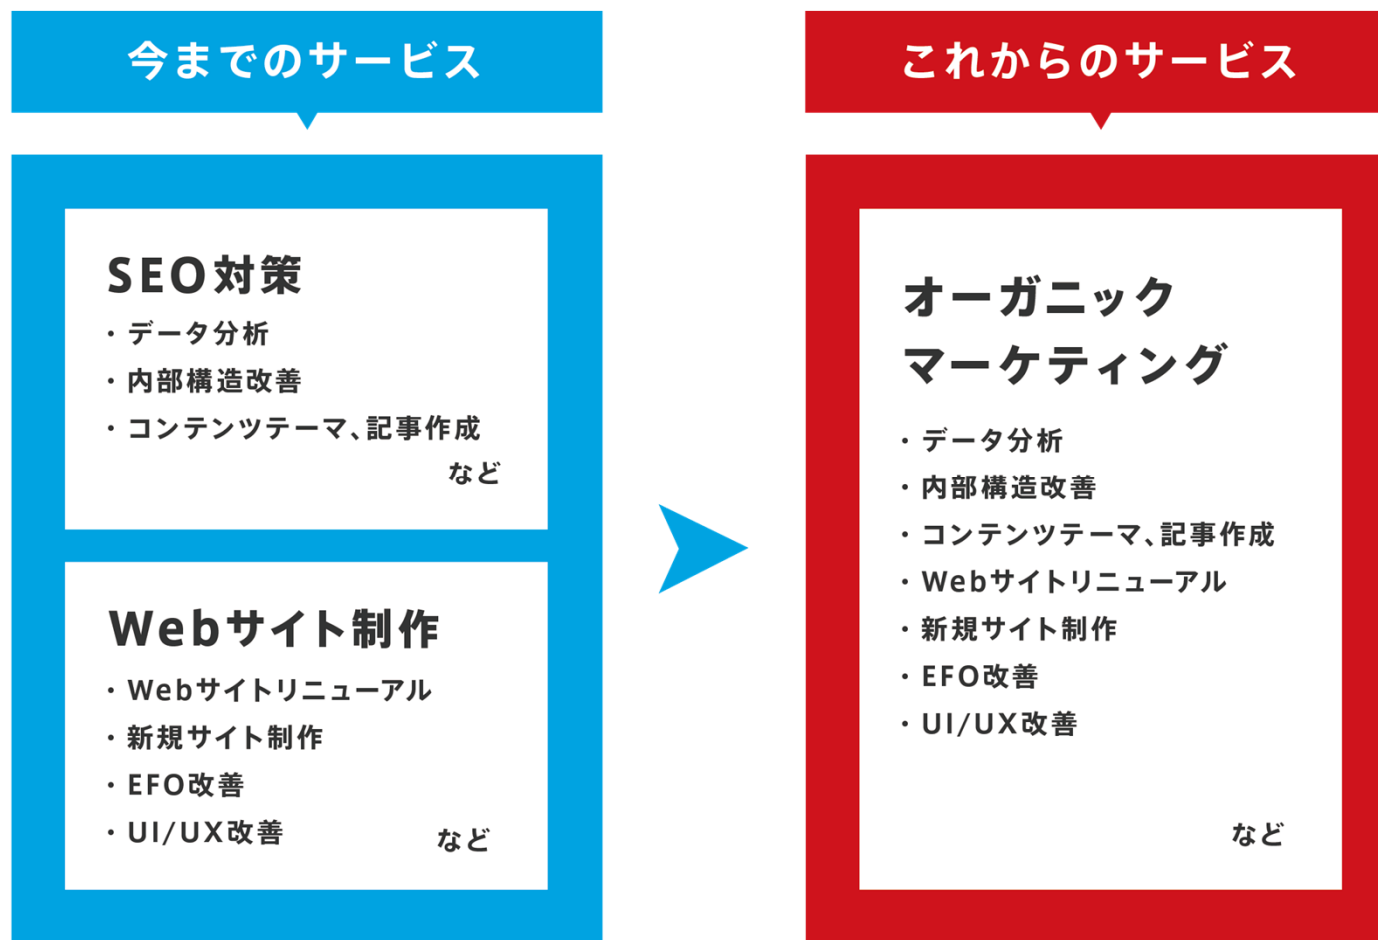 今までのサービス
SEO対策
・データ分析
・内部構造改善
・コンテンツテーマ、記事作成
など
Webサイト制作
・Webサイトリニューアル
・新規サイト制作
・EFO改善
・UI/UX改善
など
これからのサービス
オーガニック
マーケティング
・データ分析
・内部構造改善
・コンテンツテーマ、記事作成
・Webサイトリニューアル
・新規サイト制作
・EFO改善
・UI/UX改善
など